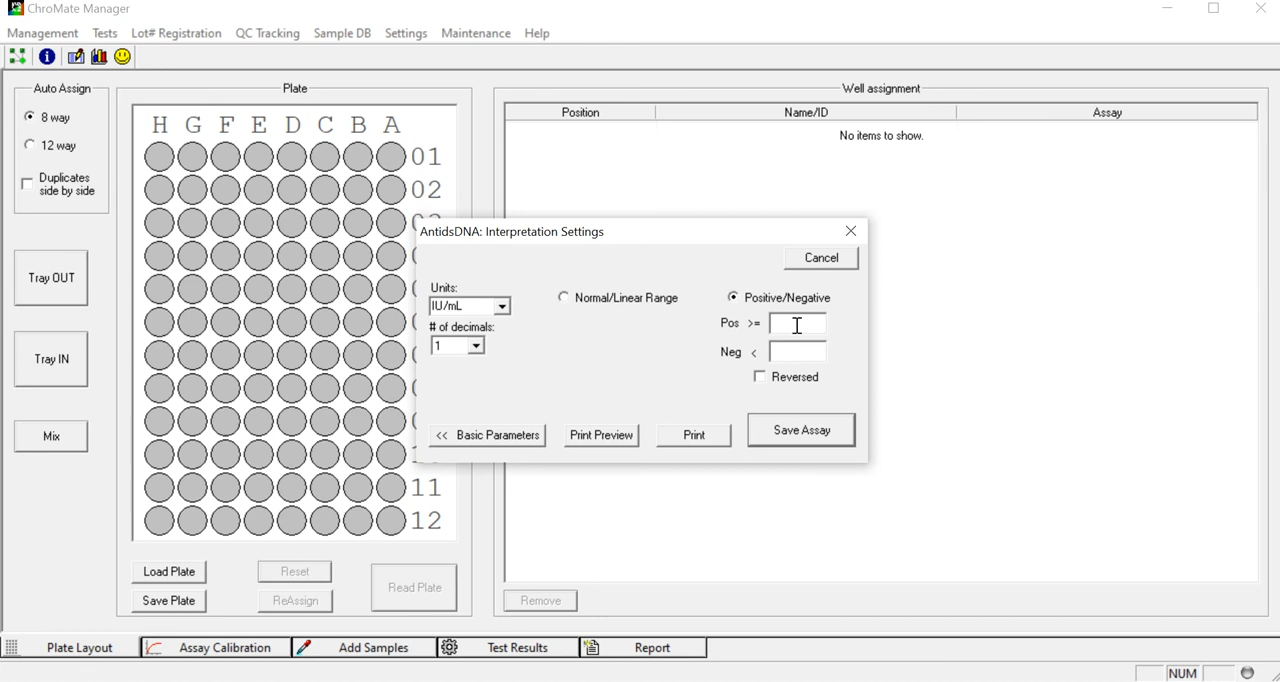 ChroMate Manager
Management Tests Lot# Registration QC Tracking Sample DB Settings Maintenance Help
Auto Assign
8 way
12 way
Duplicates
side by side
Tray OUT
Tray IN
Mix
Plate
H G F E D C B A
01
02
11
12
Load Plate
Reset
Read Plate
Save Plate
ReAssign
Well assignment
Position Name/ID Assay
No items to show.
Remove
AntidsDNA: Interpretation Settings
Cancel
Units:
IU/mL
# of decimals:
1
Normal/Linear Range
Positive/Negative
Pos >=
Neg <
Reversed
<< Basic Parameters
Print Preview
Print
Save Assay
Plate Layout
Assay Calibration
Add Samples
Test Results
Report
NUM